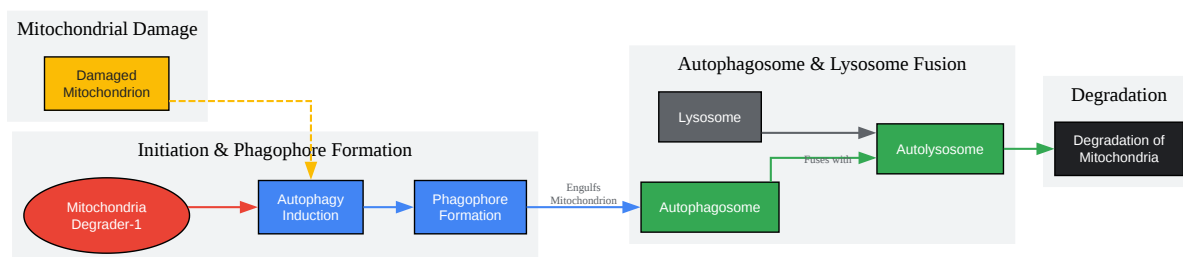 Mitochondrial Damage
Damaged
Mitochondrion
Initiation & Phagophore Formation
Mitochondria
Degrader-1
Autophagy
Induction
Phagophore
Formation
Engulfs
Mitochondrion
Autophagosome & Lysosome Fusion
Lysosome
Autophagosome
Fuses with
Autolysosome
Degradation
Degradation of
Mitochondria